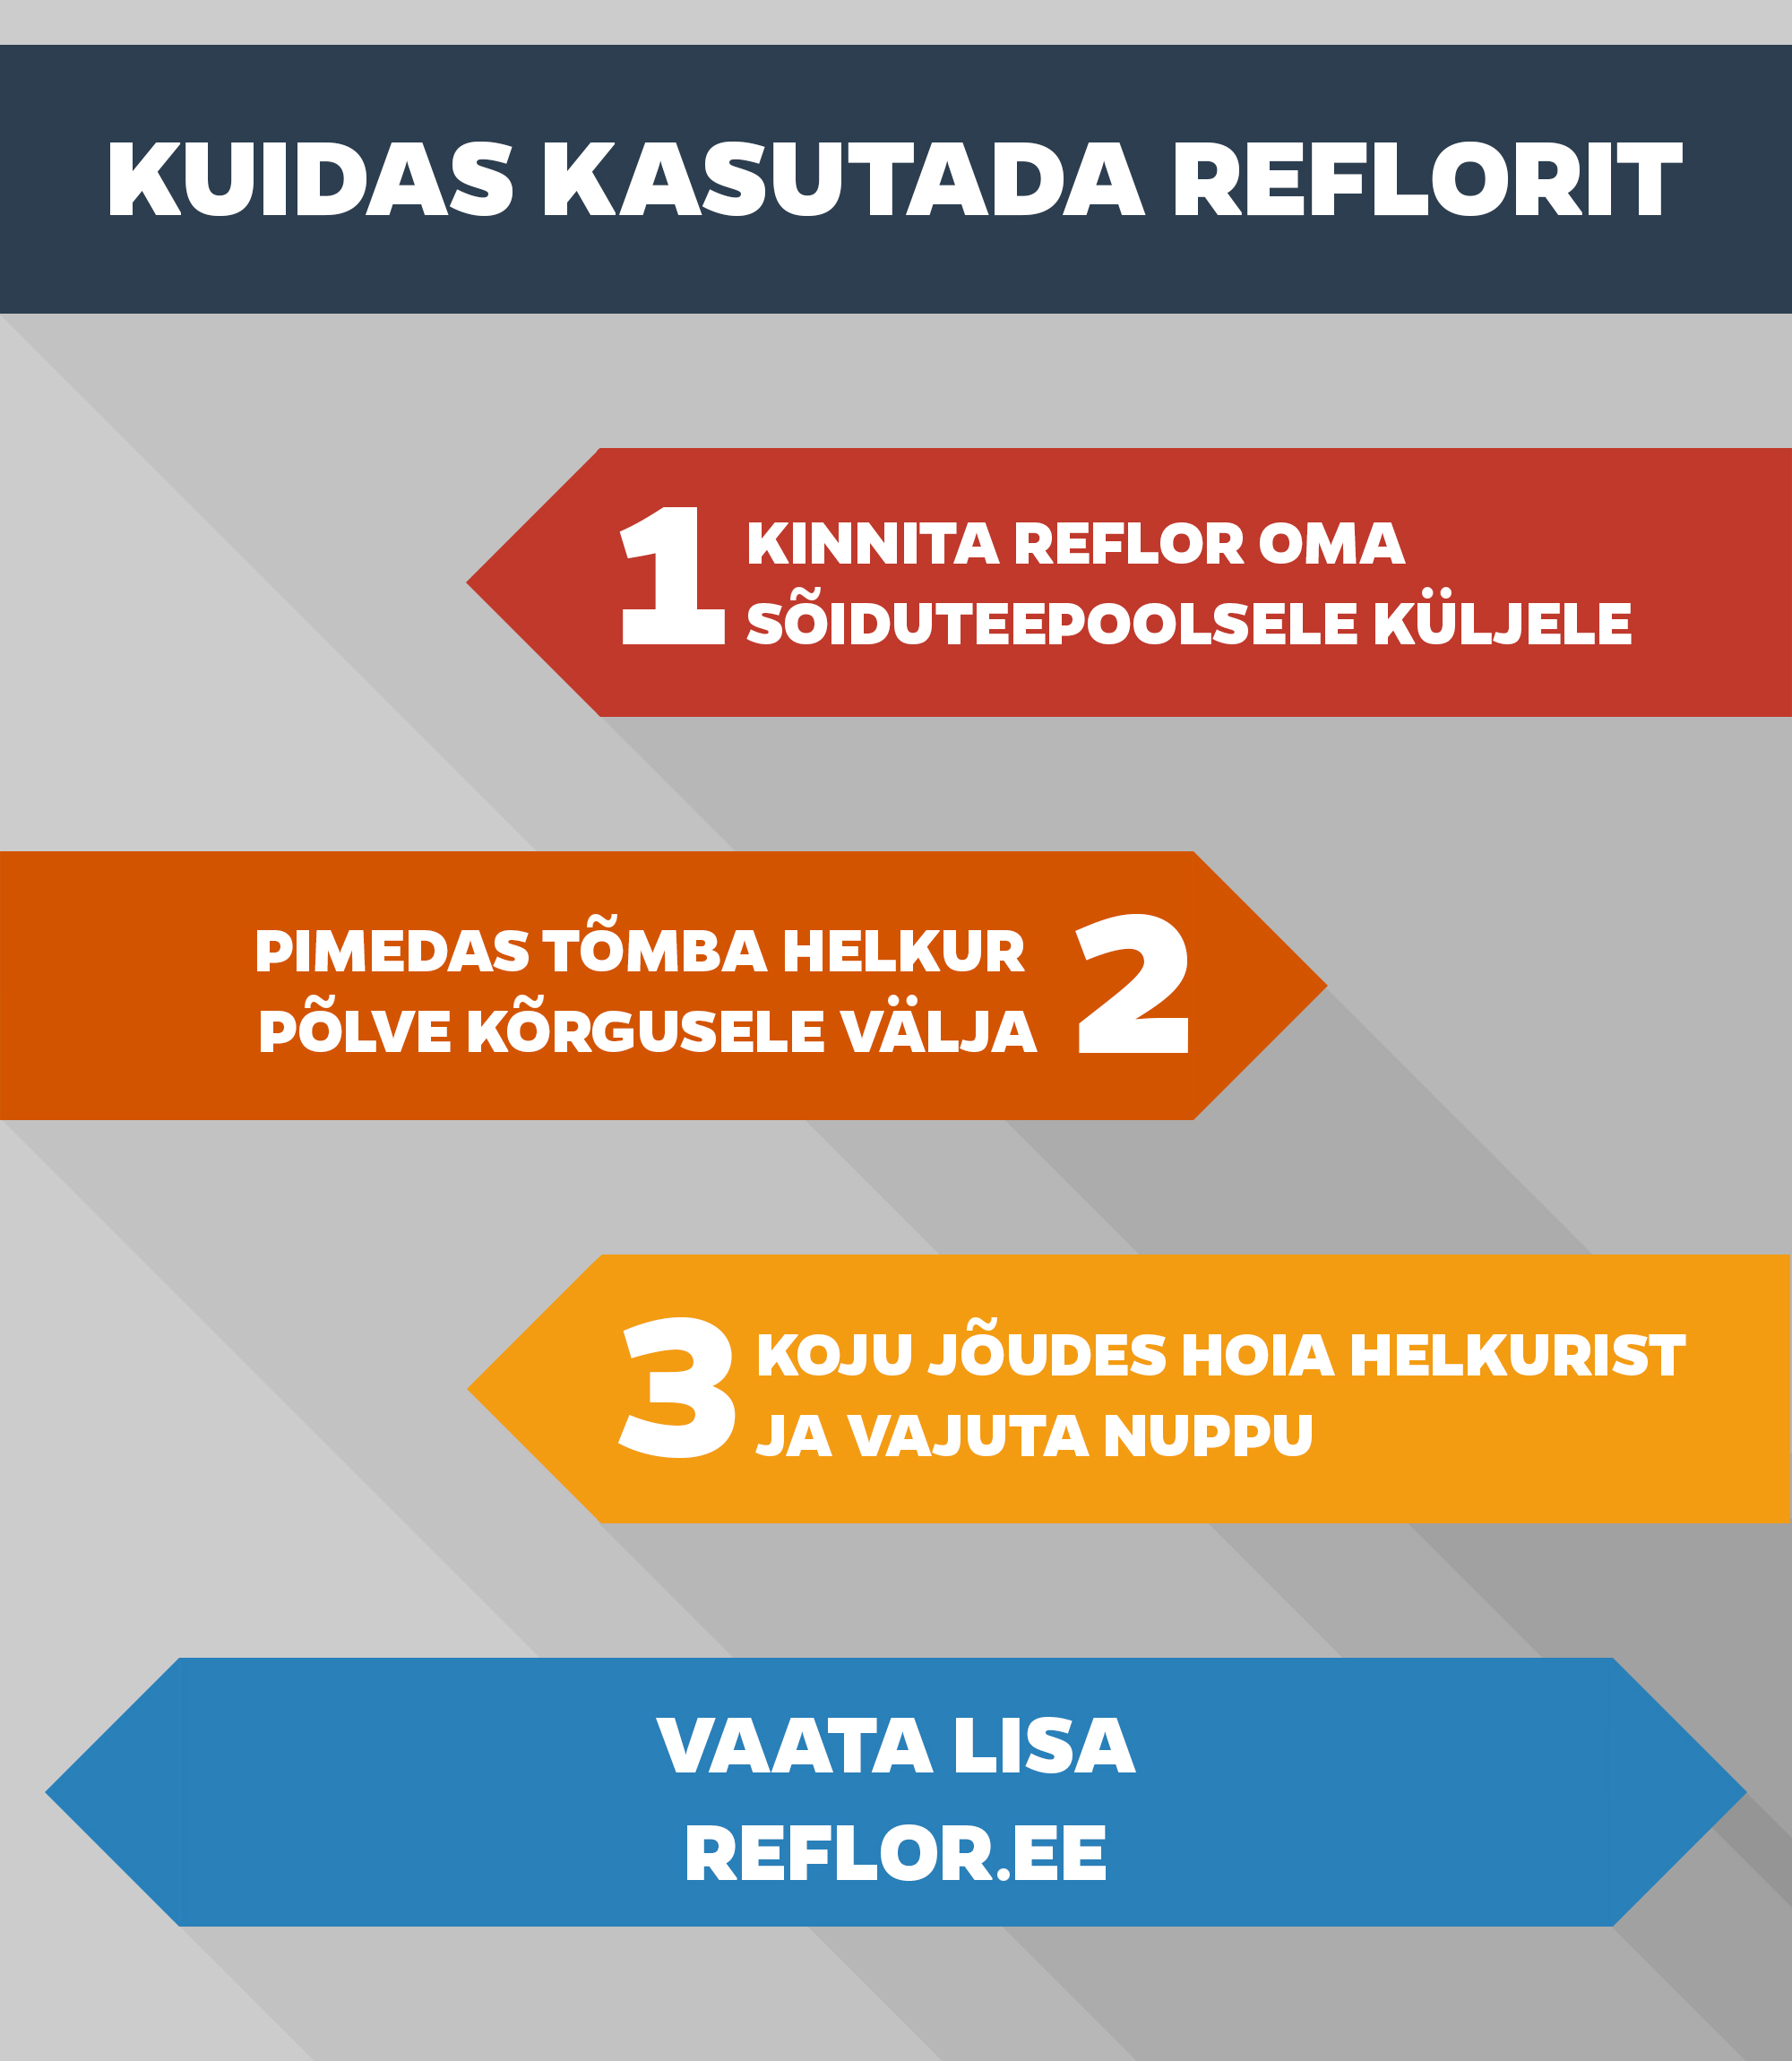 KUIDAS KASUTADA REFLORIT
1
KINNITA REFLOR OMA
SÕIDUTEEPOOLSELE KÜLJELE
PIMEDAS TÕMBA HELKUR
PÕLVE KÕRGUSELE VÄLJA
2
3
KOJU JÕUDES HOIA HELKURIST
JA VAJUTA NUPPU
VAATA LISA
REFLOR.EE